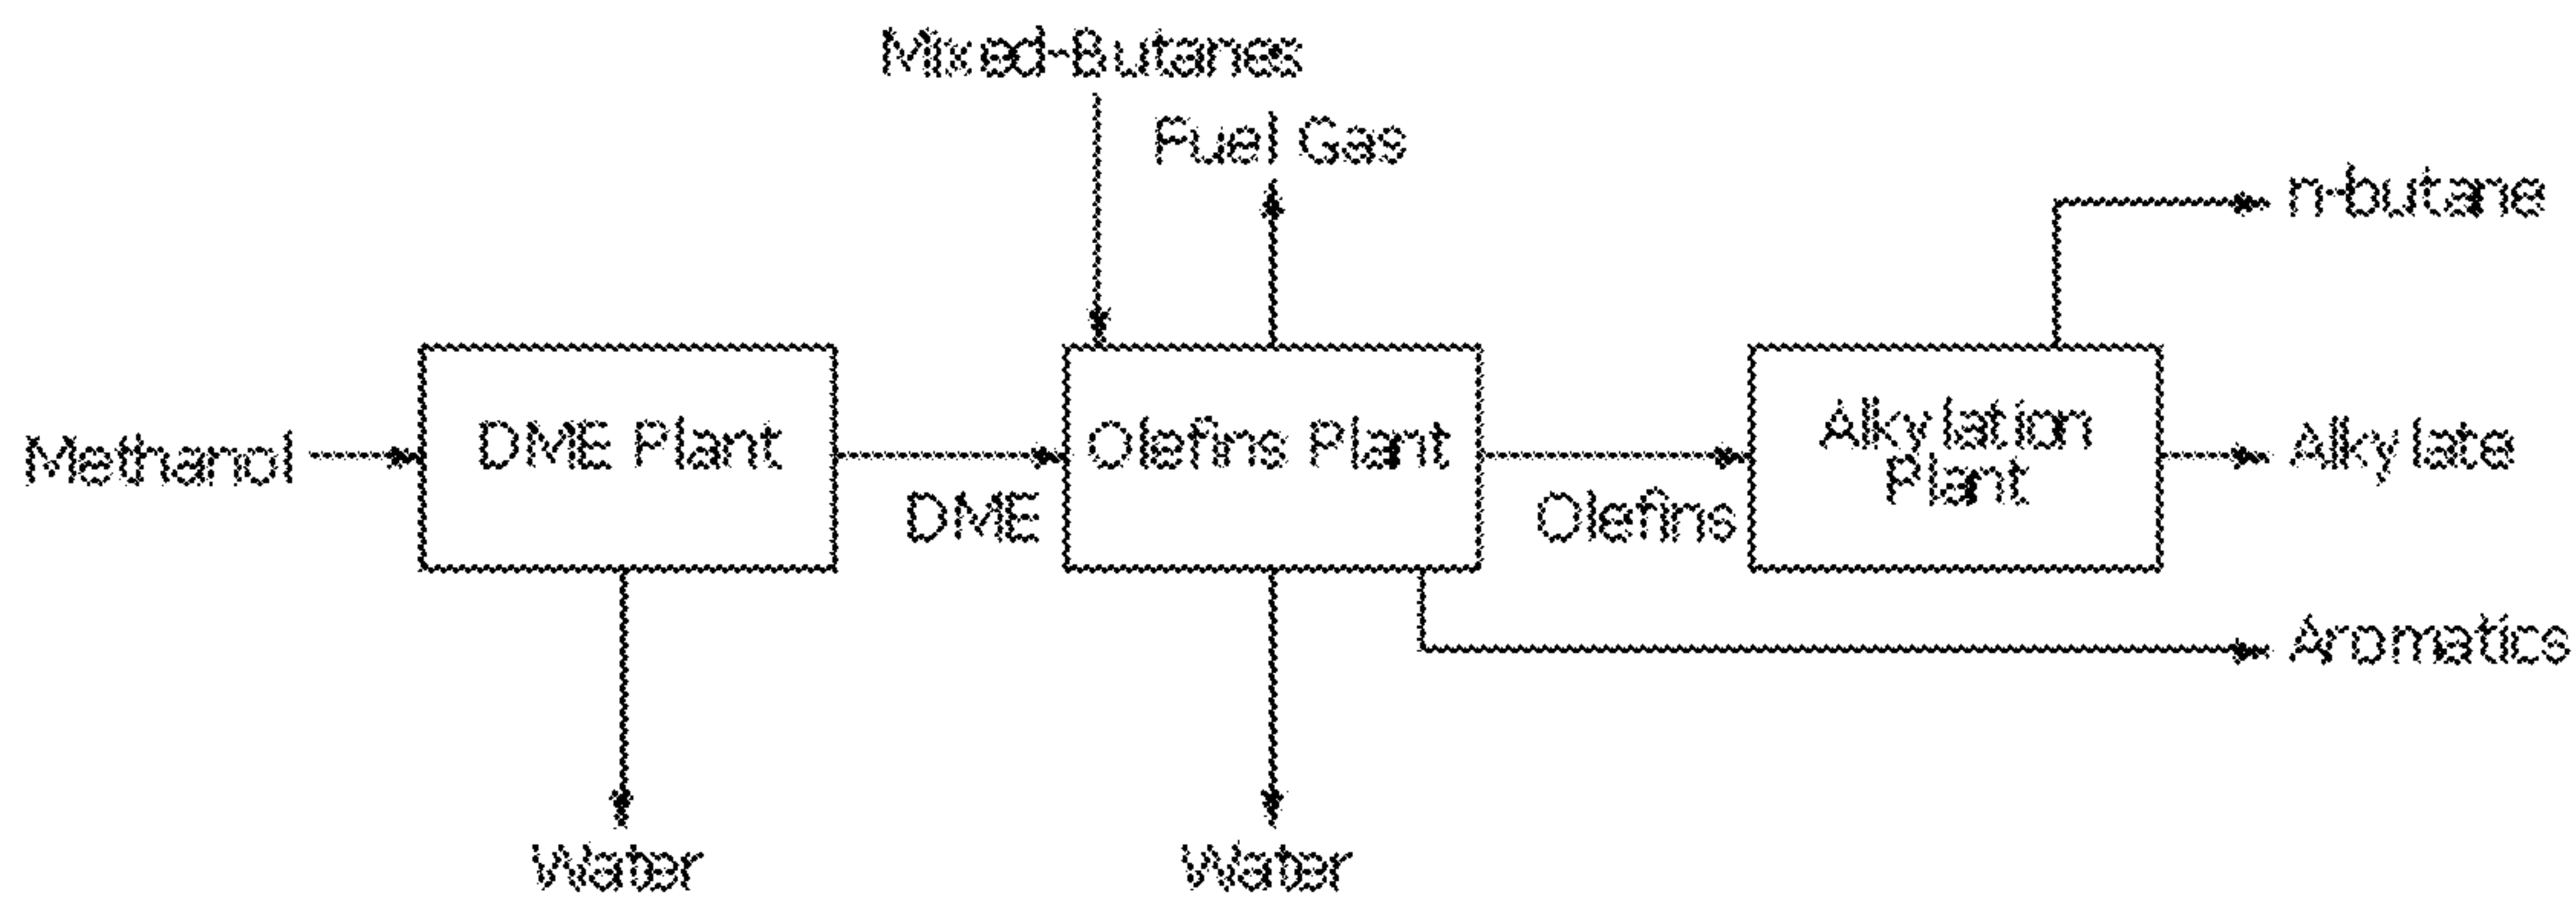 Mixed-Butanes
Fuel Gas
n-butane
Methanol
DME Plant
DME
Olefins Plant
Olefins
Alkylation
Plant
Alkylate
Aromatics
Water
Water